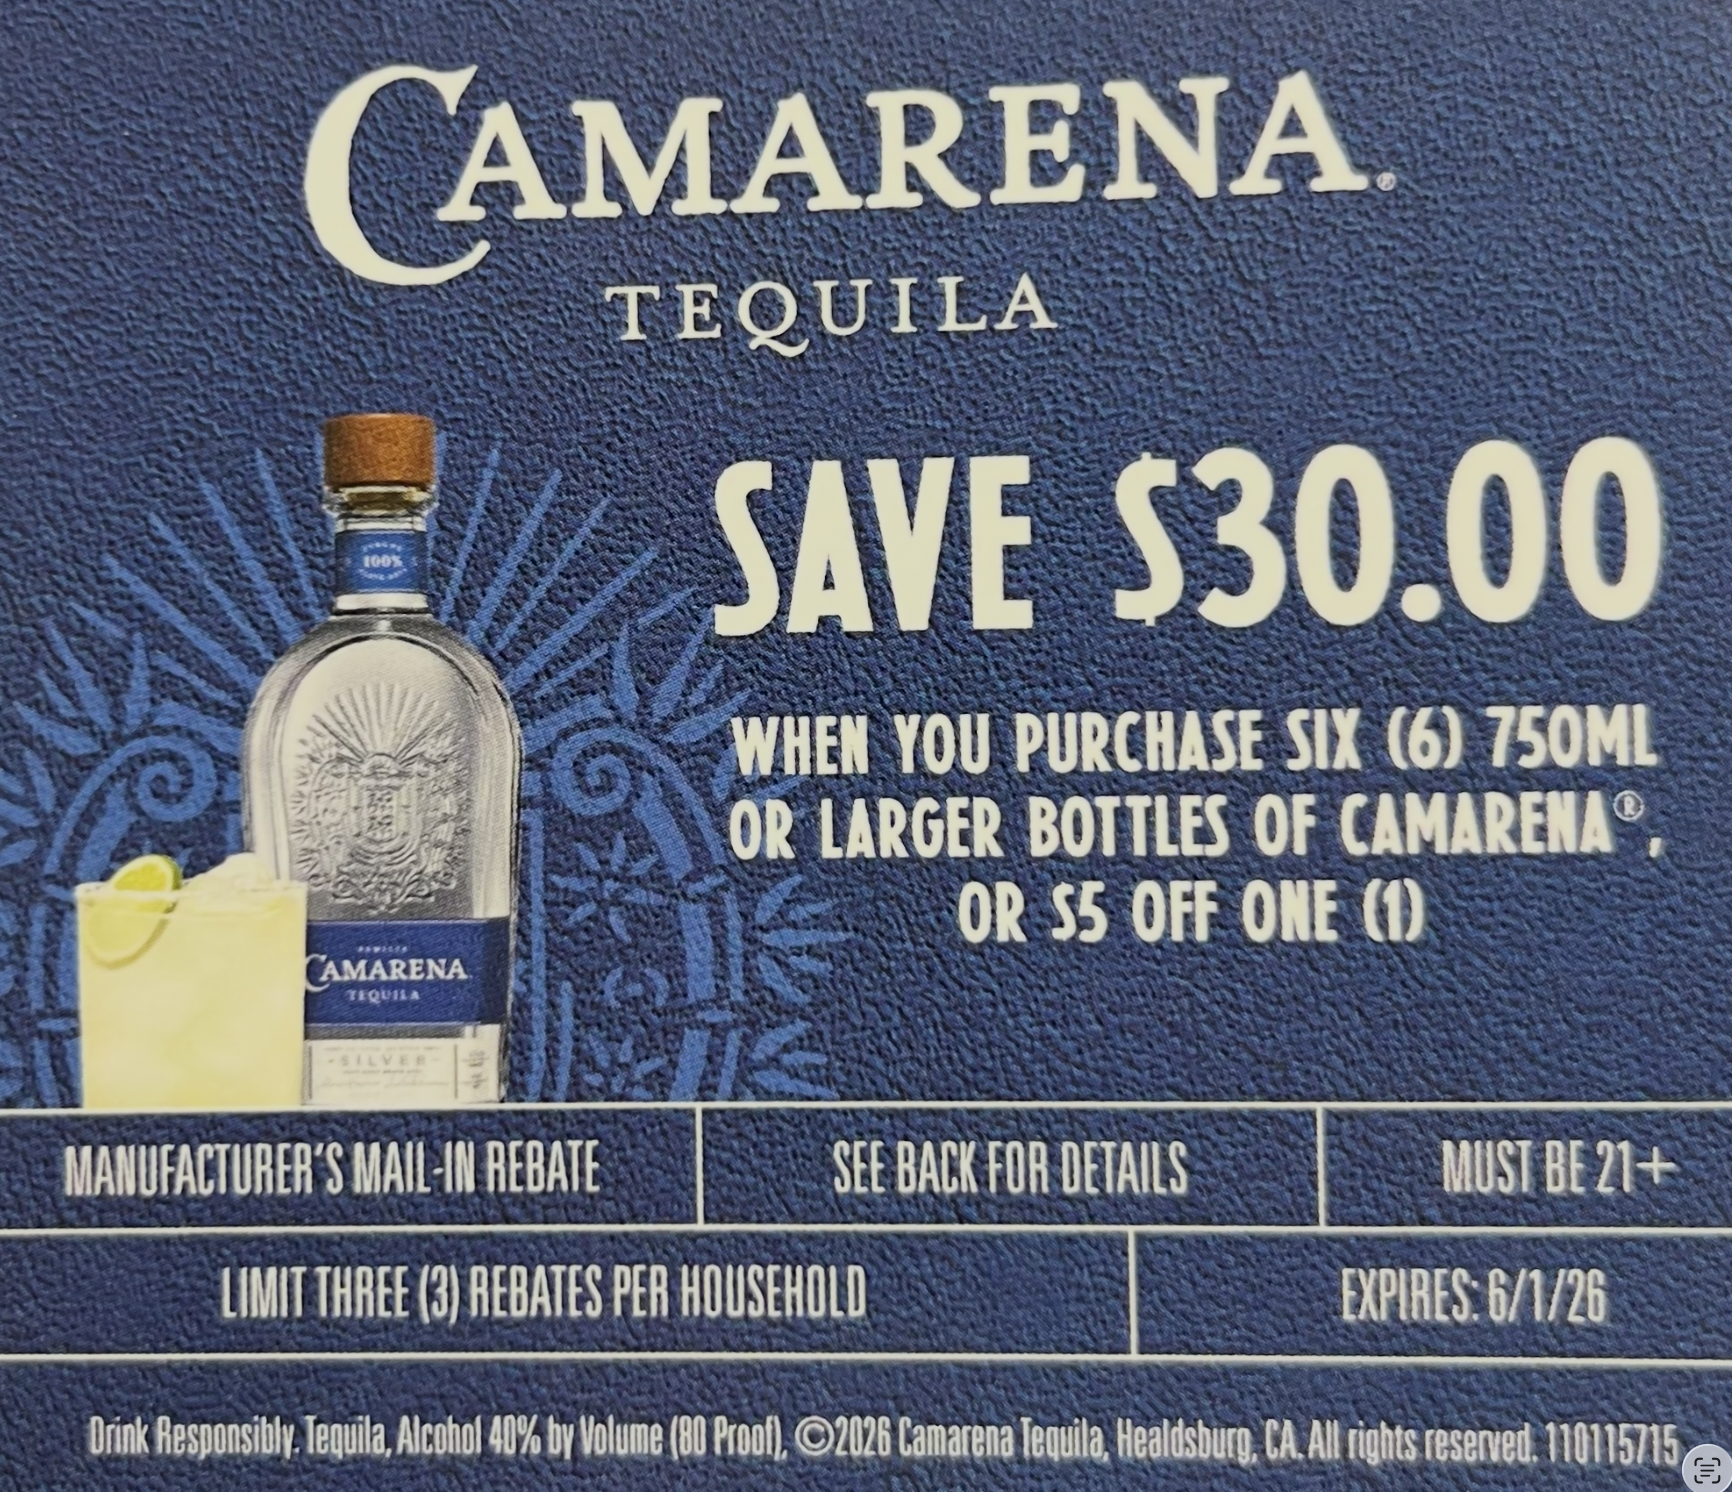 CAMARENA®
TEQUILA
100%
SAVE $30.00
WHEN YOU PURCHASE SIX (6) 750ML
OR LARGER BOTTLES OF CAMARENA®,
OR $5 OFF ONE (1)
FAMILIA
CAMARENA
TEQUILA
-SILVER-
MANUFACTURER'S MAIL-IN REBATE
SEE BACK FOR DETAILS
MUST BE 21+
LIMIT THREE (3) REBATES PER HOUSEHOLD
EXPIRES: 6/1/26
Drink Responsibly. Tequila, Alcohol 40% by Volume (80 Proof), ©2026 Camarena Tequila, Healdsburg, CA. All rights reserved. 110115715